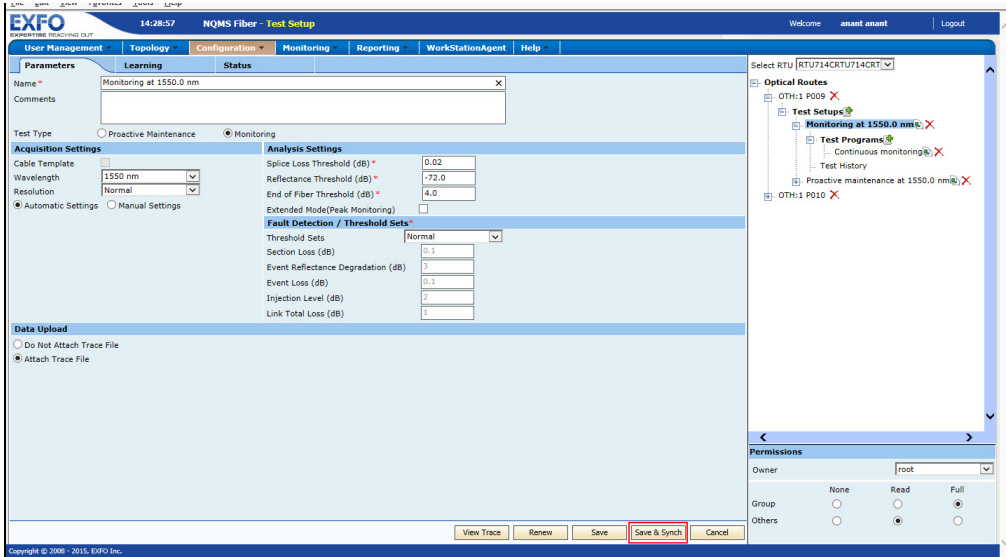 File Edit View Favorites Tools Help
EXFO 14:28:57 NQMS Fiber - Test Setup Welcome anant anant Logout
EXPERTISE REACHING OUT
User Management Topology Configuration Monitoring Reporting WorkStationAgent Help
Parameters Learning Status
Name* Monitoring at 1550.0 nm X
Comments
Test Type Proactive Maintenance Monitoring
Acquisition Settings
Cable Template
Wavelength 1550 nm
Resolution Normal
Automatic Settings Manual Settings
Analysis Settings
Splice Loss Threshold (dB) * 0.02
Reflectance Threshold (dB) * -72.0
End of Fiber Threshold (dB) * 4.0
Extended Mode(Peak Monitoring)
Fault Detection / Threshold Sets*
Threshold Sets Normal
Section Loss (dB) 0.1
Event Reflectance Degradation (dB) 3
Event Loss (dB) 0.1
Injection Level (dB) 2
Link Total Loss (dB) 1
Data Upload
Do Not Attach Trace File
Attach Trace File
View Trace Renew Save Save & Synch Cancel
Select RTU RTU714CRTU714CRT
Optical Routes
OTH:1 P009
Test Setups
Monitoring at 1550.0 nm
Test Programs
Continuous monitoring
Test History
Proactive maintenance at 1550.0 nm
OTH:1 P010
Permissions
Owner root
None Read Full
Group
Others
Copyright © 2008 - 2015, EXFO Inc.